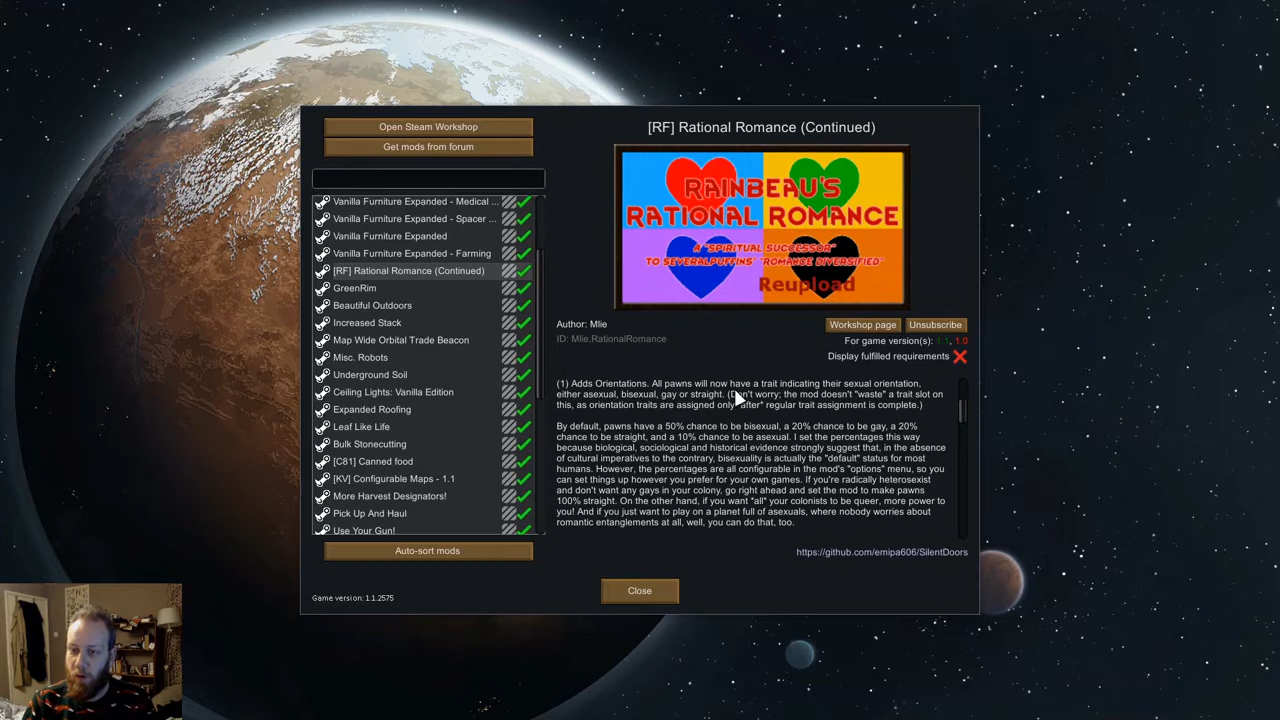 Open Steam Workshop
Get mods from forum
Vanilla Furniture Expanded - Medical ...
Vanilla Furniture Expanded - Spacer ...
Vanilla Furniture Expanded
Vanilla Furniture Expanded - Farming
[RF] Rational Romance (Continued)
GreenRim
Beautiful Outdoors
Increased Stack
Map Wide Orbital Trade Beacon
Misc. Robots
Underground Soil
Ceiling Lights: Vanilla Edition
Expanded Roofing
Leaf Like Life
Bulk Stonecutting
[C81] Canned food
[KV] Configurable Maps - 1.1
More Harvest Designators!
Pick Up And Haul
Use Your Gun!
Auto-sort mods
Game version: 1.1.2575
[RF] Rational Romance (Continued)
RAINBEAU'S
RATIONAL ROMANCE
A "SPIRITUAL SUCCESSOR"
TO SEVERALPUFFINS' "ROMANCE DIVERSIFIED"
Reupload
Author: Mlie
Workshop page
Unsubscribe
ID: Mlie.RationalRomance
For game version(s): 1.1, 1.0
Display fulfilled requirements
(1) Adds Orientations. All pawns will now have a trait indicating their sexual orientation,
either asexual, bisexual, gay or straight. (Don't worry; the mod doesn't "waste" a trait slot on
this, as orientation traits are assigned only *after* regular trait assignment is complete.)
By default, pawns have a 50% chance to be bisexual, a 20% chance to be gay, a 20%
chance to be straight, and a 10% chance to be asexual. I set the percentages this way
because biological, sociological and historical evidence strongly suggest that, in the absence
of cultural imperatives to the contrary, bisexuality is actually the "default" status for most
humans. However, the percentages are all configurable in the mod's "options" menu, so you
can set things up however you prefer for your own games. If you're radically heterosexist
and don't want any gays in your colony, go right ahead and set the mod to make pawns
100% straight. On the other hand, if you want *all* your colonists to be queer, more power to
you! And if you just want to play on a planet full of asexuals, where nobody worries about
romantic entanglements at all, well, you can do that, too.
https://github.com/emipa606/SilentDoors
Close